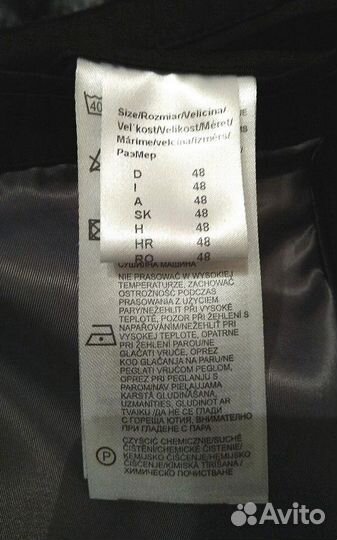 40
Size/Rozmiar/Velicina/
Vel´kost/Velikost/Méret/
Mărime/velcina/izmērs/
РазМер
D 48
I 48
A 48
SK 48
H 48
HR 48
RO 48
СУШИЛНА МАШИНА
NIE PRASOWAĆ W WYSOKIEJ
TEMPERATURZE, ZACHOWAĆ
OSTROŻNOŚĆ PODCZAS
PRASOWANIA Z UŻYCIEM
PARY/NEŽEHLIT PŘI VYSOKÉ
TEPLOTĚ, POZOR PŘI ŽEHLENÍ S
NAPAŘOVÁNÍM/NEŽEHLIŤ PRI
VYSOKEJ TEPLOTE, OPATRNE
PRI ŽEHLENÍ PAROU/NE
GLAČATI VRUĆE, OPREZ
KOD GLAČANJA NA PARU/NE
PEGLATI VRUĆOM PEGLOM,
OPREZ PRI PEGLANJU S
PAROM/NAV PIEĻAUJAMA
KARSTĀ GLUDINĀŠANA,
UZMANĪTIES, GLUDINOT AR
TVAIKU /ДА НЕ СЕ ГЛАДИ
С ГОРЕЩА ЮТИЯ, ВНИМАТЕЛНО
ПРИ ГЛАДЕНЕ С ПАРА
P
CZYŚCIĆ CHEMICZNIE/SUCHÉ
ČIŠTĚNÍ/CHEMICKÉ ČISTENIE/
KEMIJSKO ČIŠĆENJE/HEMIJSKO
ČIŠĆENJE/ĶĪMISKĀ TĪRĪŠANA/
ХИМИЧЕСКО ПОЧИСТВАНЕ
Avito